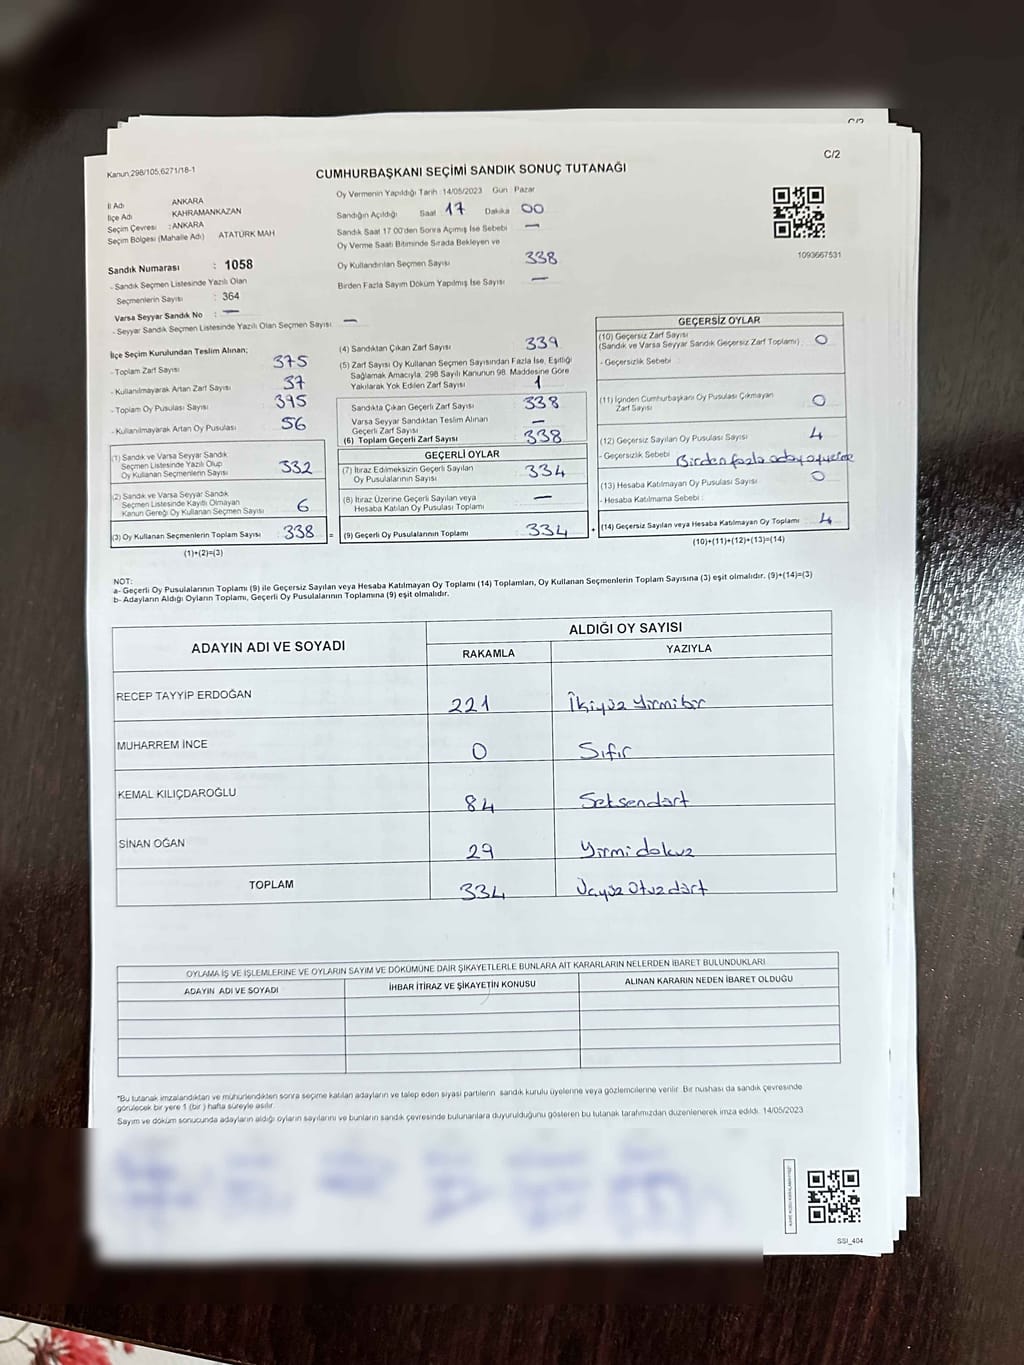 C/2
C/2
Kanun,298/105,6271/18-1
CUMHURBAŞKANI SEÇİMİ SANDIK SONUÇ TUTANAĞI
İl Adı ANKARA
İlçe Adı KAHRAMANKAZAN
Seçim Çevresi :ANKARA
Seçim Bölgesi (Mahalle Adı) ATATÜRK MAH
Sandık Numarası : 1058
- Sandık Seçmen Listesinde Yazılı Olan
Seçmenlerin Sayısı : 364
Varsa Seyyar Sandık No : —
- Seyyar Sandık Seçmen Listesinde Yazılı Olan Seçmen Sayısı —
Oy Vermenin Yapıldığı Tarih :14/05/2023 Gün : Pazar
Sandığın Açıldığı Saat 17 Dakika 00
Sandık Saat 17:00'den Sonra Açımış İse Sebebi —
Oy Verme Saati Bitiminde Sırada Bekleyen ve
Oy Kullandırılan Seçmen Sayısı 338
Birden Fazla Sayım Döküm Yapılmış İse Sayısı —
1093667531
İlçe Seçim Kurulundan Teslim Alınan;
- Toplam Zarf Sayısı 375
- Kullanılmayarak Artan Zarf Sayısı 37
- Toplam Oy Pusulası Sayısı 395
- Kullanılmayarak Artan Oy Pusulası 56
(1) Sandık ve Varsa Seyyar Sandık
Seçmen Listesinde Yazılı Olup
Oy Kullanan Seçmenlerin Sayısı 332
(2) Sandık ve Varsa Seyyar Sandık
Seçmen Listesinde Kayıtlı Olmayan
Kanun Gereği Oy Kullanan Seçmen Sayısı 6
(3) Oy Kullanan Seçmenlerin Toplam Sayısı 338 =
(1)+(2)=(3)
(4) Sandıktan Çıkan Zarf Sayısı 339
(5) Zarf Sayısı Oy Kullanan Seçmen Sayısından Fazla İse, Eşitliği
Sağlamak Amacıyla, 298 Sayılı Kanunun 98. Maddesine Göre
Yakılarak Yok Edilen Zarf Sayısı 1
Sandıkta Çıkan Geçerli Zarf Sayısı 338
Varsa Seyyar Sandıktan Teslim Alınan
Geçerli Zarf Sayısı —
(6) Toplam Geçerli Zarf Sayısı 338
GEÇERLİ OYLAR
(7) İtiraz Edilmeksizin Geçerli Sayılan
Oy Pusulalarının Sayısı 334
(8) İtiraz Üzerine Geçerli Sayılan veya
Hesaba Katılan Oy Pusulası Toplamı —
(9) Geçerli Oy Pusulalarının Toplamı 334 +
GEÇERSİZ OYLAR
(10) Geçersiz Zarf Sayısı
(Sandık ve Varsa Seyyar Sandık Geçersiz Zarf Toplamı) 0
- Geçersizlik Sebebi :
(11) İçinden Cumhurbaşkanı Oy Pusulası Çıkmayan
Zarf Sayısı 0
(12) Geçersiz Sayılan Oy Pusulası Sayısı 4
- Geçersizlik Sebebi Birden fazla aday
(13) Hesaba Katılmayan Oy Pusulası Sayısı 0
- Hesaba Katılmama Sebebi :
(14) Geçersiz Sayılan veya Hesaba Katılmayan Oy Toplamı 4
(10)+(11)+(12)+(13)=(14)
NOT:
a- Geçerli Oy Pusulalarının Toplamı (9) ile Geçersiz Sayılan veya Hesaba Katılmayan Oy Toplamı (14) Toplamları, Oy Kullanan Seçmenlerin Toplam Sayısına (3) eşit olmalıdır. (9)+(14)=(3)
b- Adayların Aldığı Oyların Toplamı, Geçerli Oy Pusulalarının Toplamına (9) eşit olmalıdır.
ADAYIN ADI VE SOYADI ALDIĞI OY SAYISI
RAKAMLA YAZIYLA
RECEP TAYYİP ERDOĞAN 221 İkiyüz yirmibir
MUHARREM İNCE 0 Sıfır
KEMAL KILIÇDAROĞLU 84 Seksendört
SİNAN OĞAN 29 Yirmidokuz
TOPLAM 334 Üçyüz Otuzdört
OYLAMA İŞ VE İŞLEMLERİNE VE OYLARIN SAYIM VE DÖKÜMÜNE DAİR ŞİKAYETLERLE BUNLARA AİT KARARLARIN NELERDEN İBARET BULUNDUKLARI
ADAYIN ADI VE SOYADI İHBAR İTİRAZ VE ŞİKAYETİN KONUSU ALINAN KARARIN NEDEN İBARET OLDUĞU
*Bu tutanak imzalandıktan ve mühürlendikten sonra seçime katılan adayların ve talep eden siyasi partilerin sandık kurulu üyelerine veya gözlemcilerine verilir. Bir nüshası da sandık çevresinde
görülecek bir yere 1 (bir ) hafta süreyle asılır.
Sayım ve döküm sonucunda adayların aldığı oyların sayılarını ve bunların sandık çevresinde bulunanlara duyurulduğunu gösteren bu tutanak tarafımızdan düzenlenerek imza edildi. 14/05/2023
SSI_404